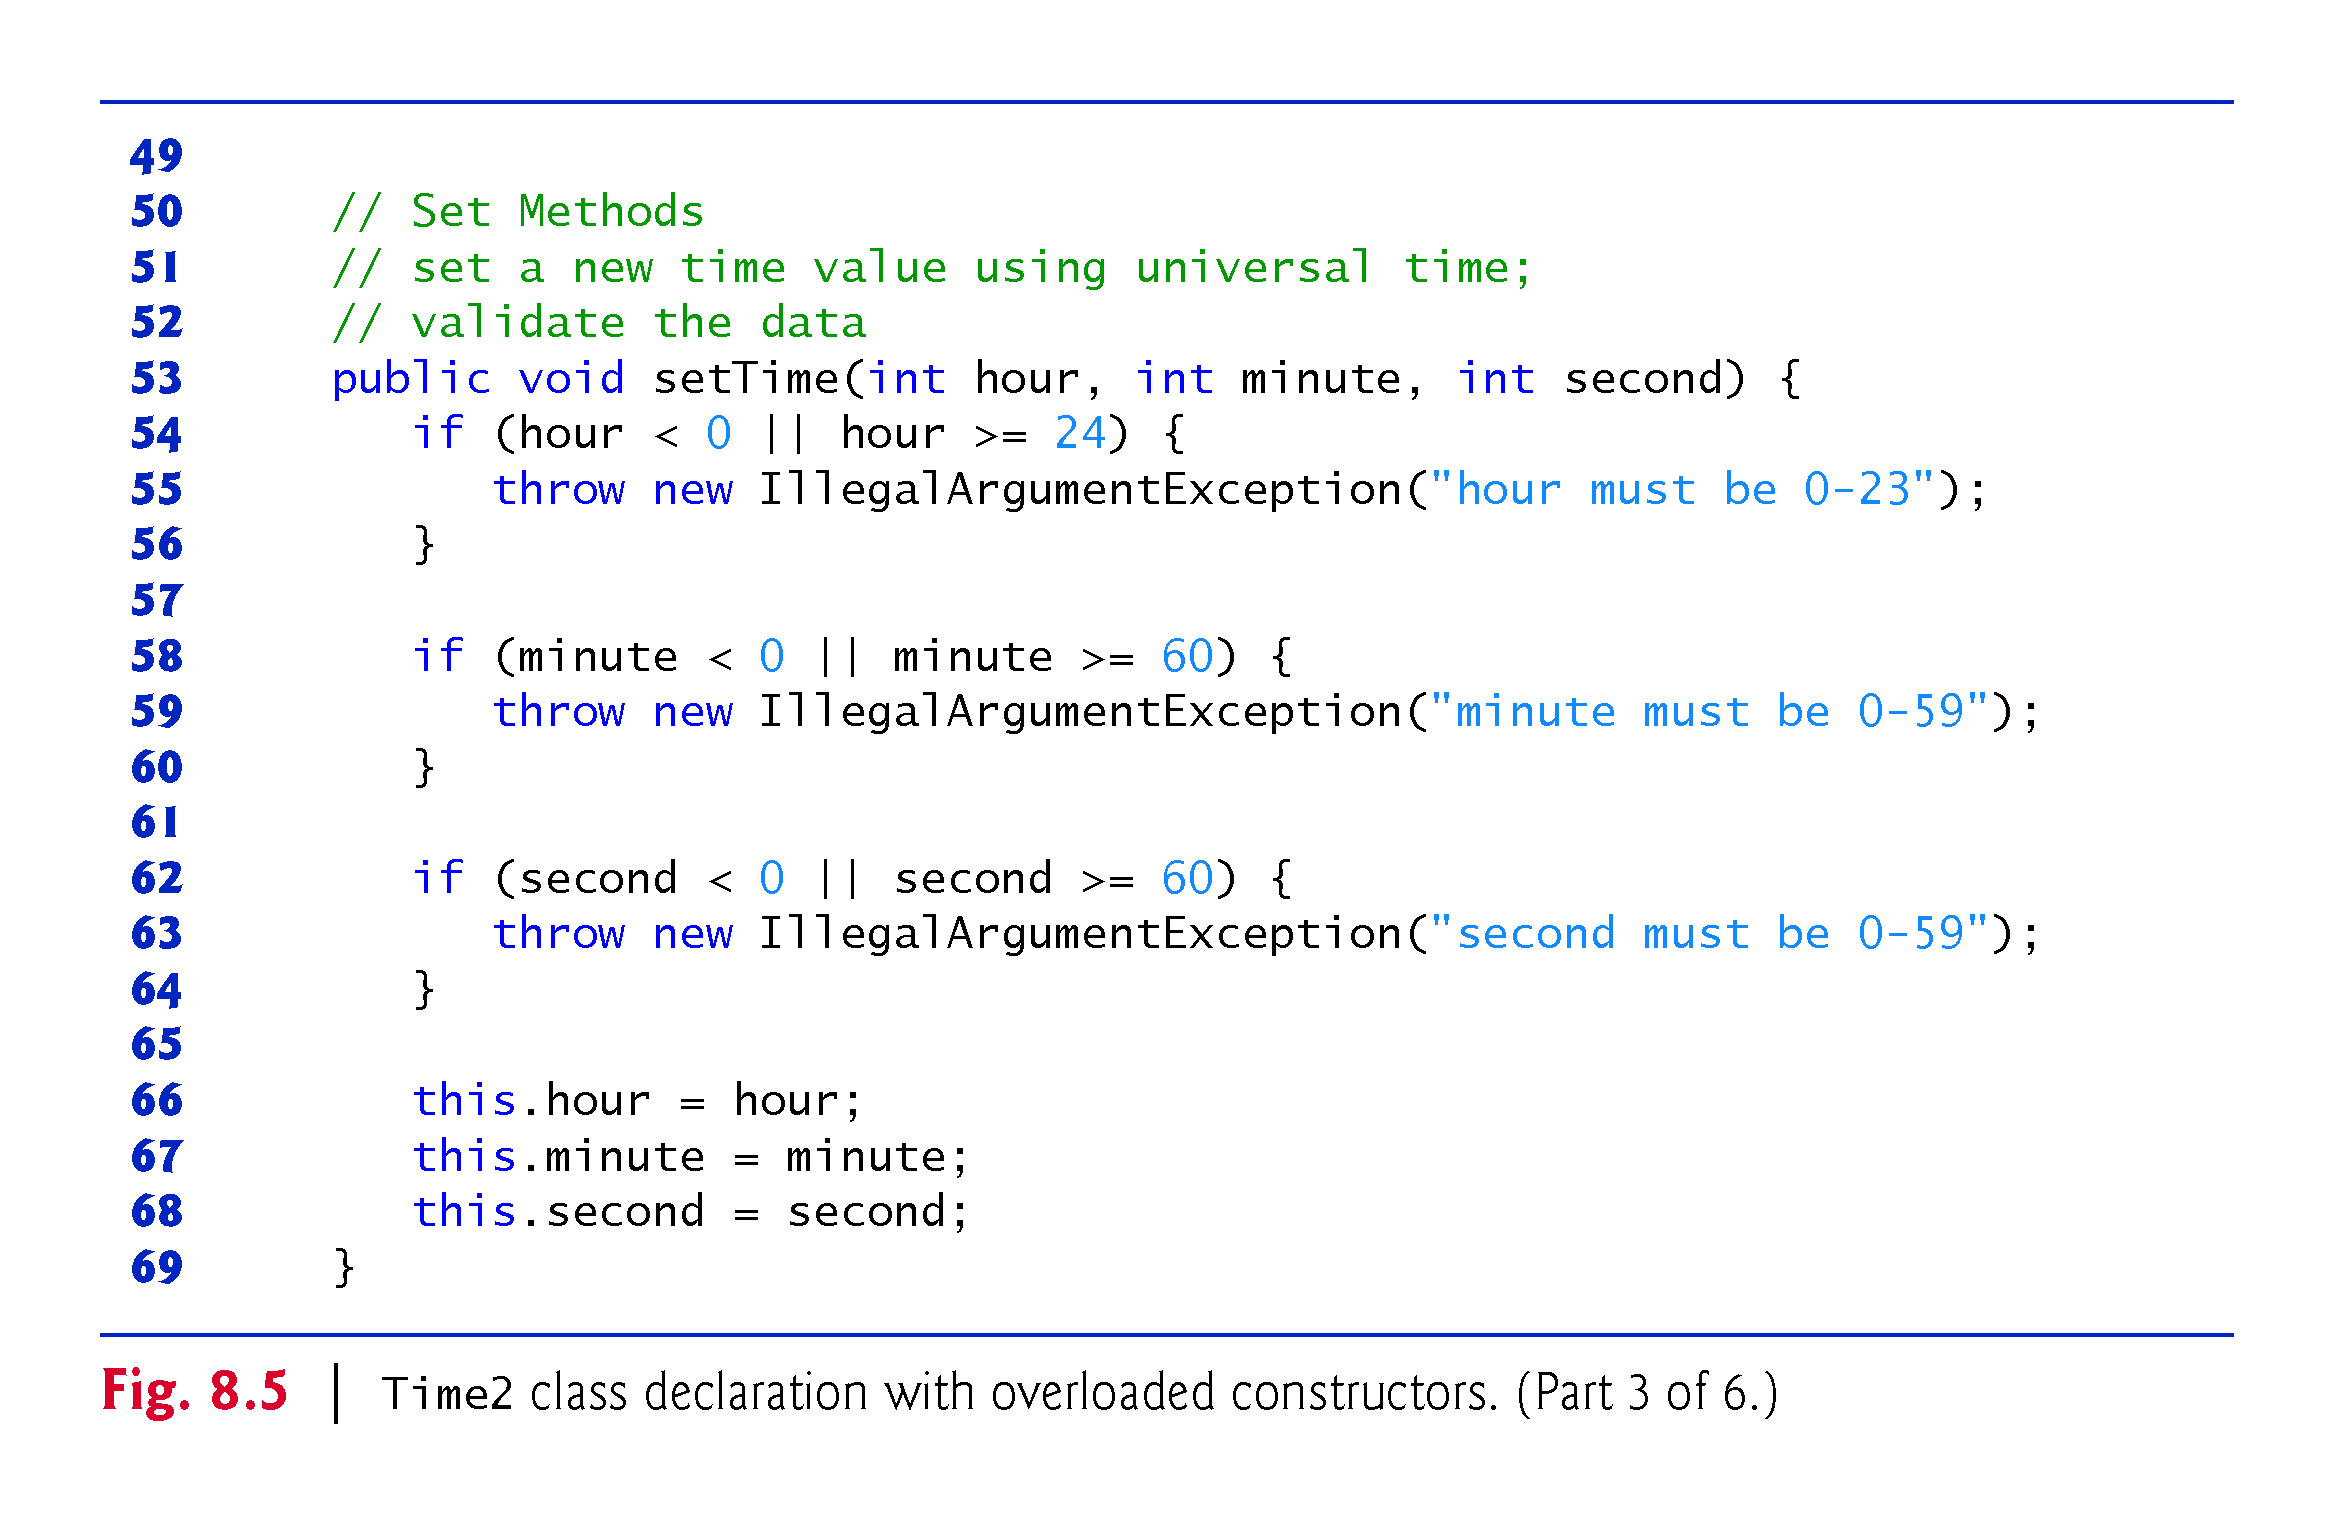 49
50 // Set Methods
51 // set a new time value using universal time;
52 // validate the data
53 public void setTime(int hour, int minute, int second) {
54 if (hour < 0 || hour >= 24) {
55 throw new IllegalArgumentException("hour must be 0-23");
56 }
57
58 if (minute < 0 || minute >= 60) {
59 throw new IllegalArgumentException("minute must be 0-59");
60 }
61
62 if (second < 0 || second >= 60) {
63 throw new IllegalArgumentException("second must be 0-59");
64 }
65
66 this.hour = hour;
67 this.minute = minute;
68 this.second = second;
69 }
Fig. 8.5 | Time2 class declaration with overloaded constructors. (Part 3 of 6.)